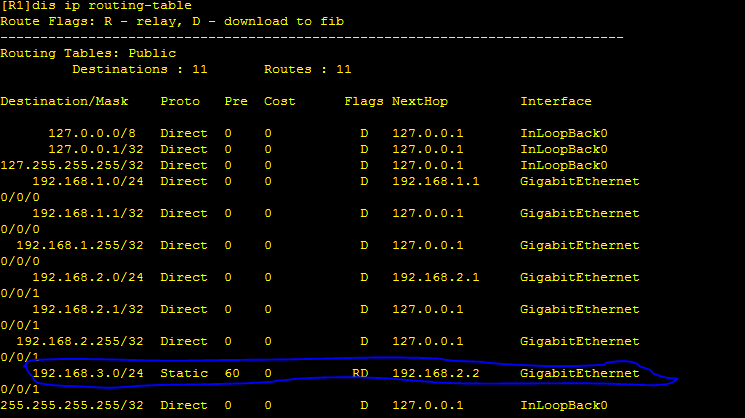 [R1]dis ip routing-table
Route Flags: R - relay, D - download to fib
------------------------------------------------------------------------------
Routing Tables: Public
         Destinations : 11       Routes : 11

Destination/Mask    Proto   Pre  Cost      Flags NextHop         Interface

      127.0.0.0/8   Direct  0    0           D   127.0.0.1       InLoopBack0
      127.0.0.1/32  Direct  0    0           D   127.0.0.1       InLoopBack0
127.255.255.255/32  Direct  0    0           D   127.0.0.1       InLoopBack0
    192.168.1.0/24  Direct  0    0           D   192.168.1.1     GigabitEthernet
0/0/0
    192.168.1.1/32  Direct  0    0           D   127.0.0.1       GigabitEthernet
0/0/0
  192.168.1.255/32  Direct  0    0           D   127.0.0.1       GigabitEthernet
0/0/0
    192.168.2.0/24  Direct  0    0           D   192.168.2.1     GigabitEthernet
0/0/1
    192.168.2.1/32  Direct  0    0           D   127.0.0.1       GigabitEthernet
0/0/1
  192.168.2.255/32  Direct  0    0           D   127.0.0.1       GigabitEthernet
0/0/1
    192.168.3.0/24  Static  60   0          RD   192.168.2.2     GigabitEthernet
0/0/1
255.255.255.255/32  Direct  0    0           D   127.0.0.1       InLoopBack0